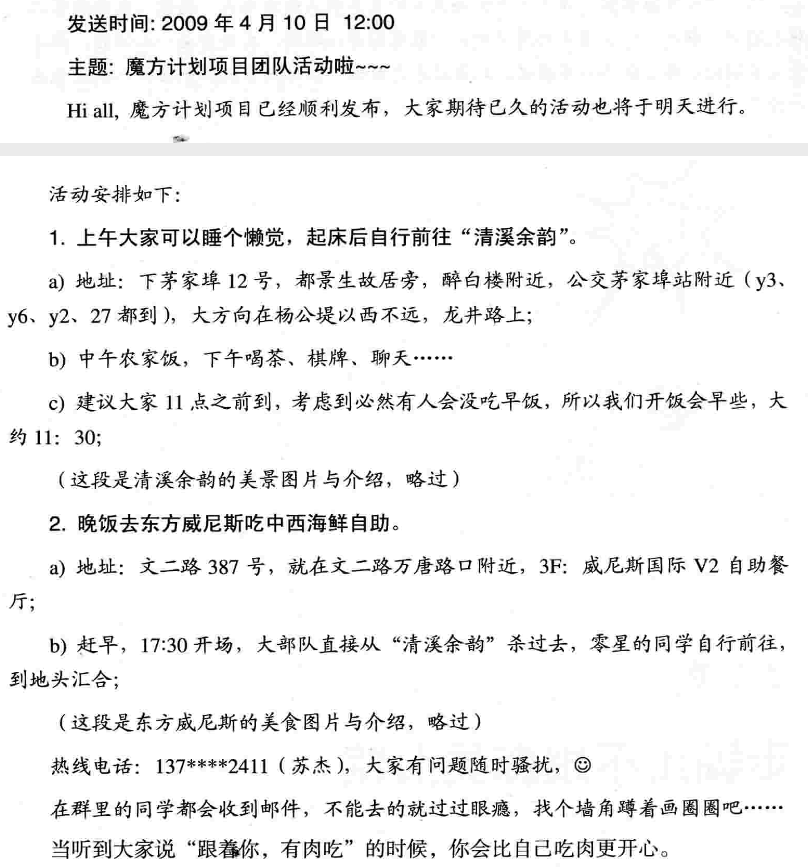 发送时间: 2009 年 4 月 10 日 12:00
主题: 魔方计划项目团队活动啦~~~
Hi all, 魔方计划项目已经顺利发布，大家期待已久的活动也将于明天进行。
活动安排如下：
1. 上午大家可以睡个懒觉，起床后自行前往“清溪余韵”。
a) 地址：下茅家埠 12 号，都景生故居旁，醉白楼附近，公交茅家埠站附近（y3、
y6、y2、27 都到），大方向在杨公堤以西不远，龙井路上；
b) 中午农家饭，下午喝茶、棋牌、聊天……
c) 建议大家 11 点之前到，考虑到必然有人会没吃早饭，所以我们开饭会早些，大
约 11：30；
（这段是清溪余韵的美景图片与介绍，略过）
2. 晚饭去东方威尼斯吃中西海鲜自助。
a) 地址：文二路 387 号，就在文二路万唐路口附近，3F：威尼斯国际 V2 自助餐
厅；
b) 赶早，17:30 开场，大部队直接从“清溪余韵”杀过去，零星的同学自行前往，
到地头汇合；
（这段是东方威尼斯的美食图片与介绍，略过）
热线电话：137****2411（苏杰），大家有问题随时骚扰，☺
在群里的同学都会收到邮件，不能去的就过过眼瘾，找个墙角蹲着画圈圈吧……
当听到大家说“跟着你，有肉吃”的时候，你会比自己吃肉更开心。